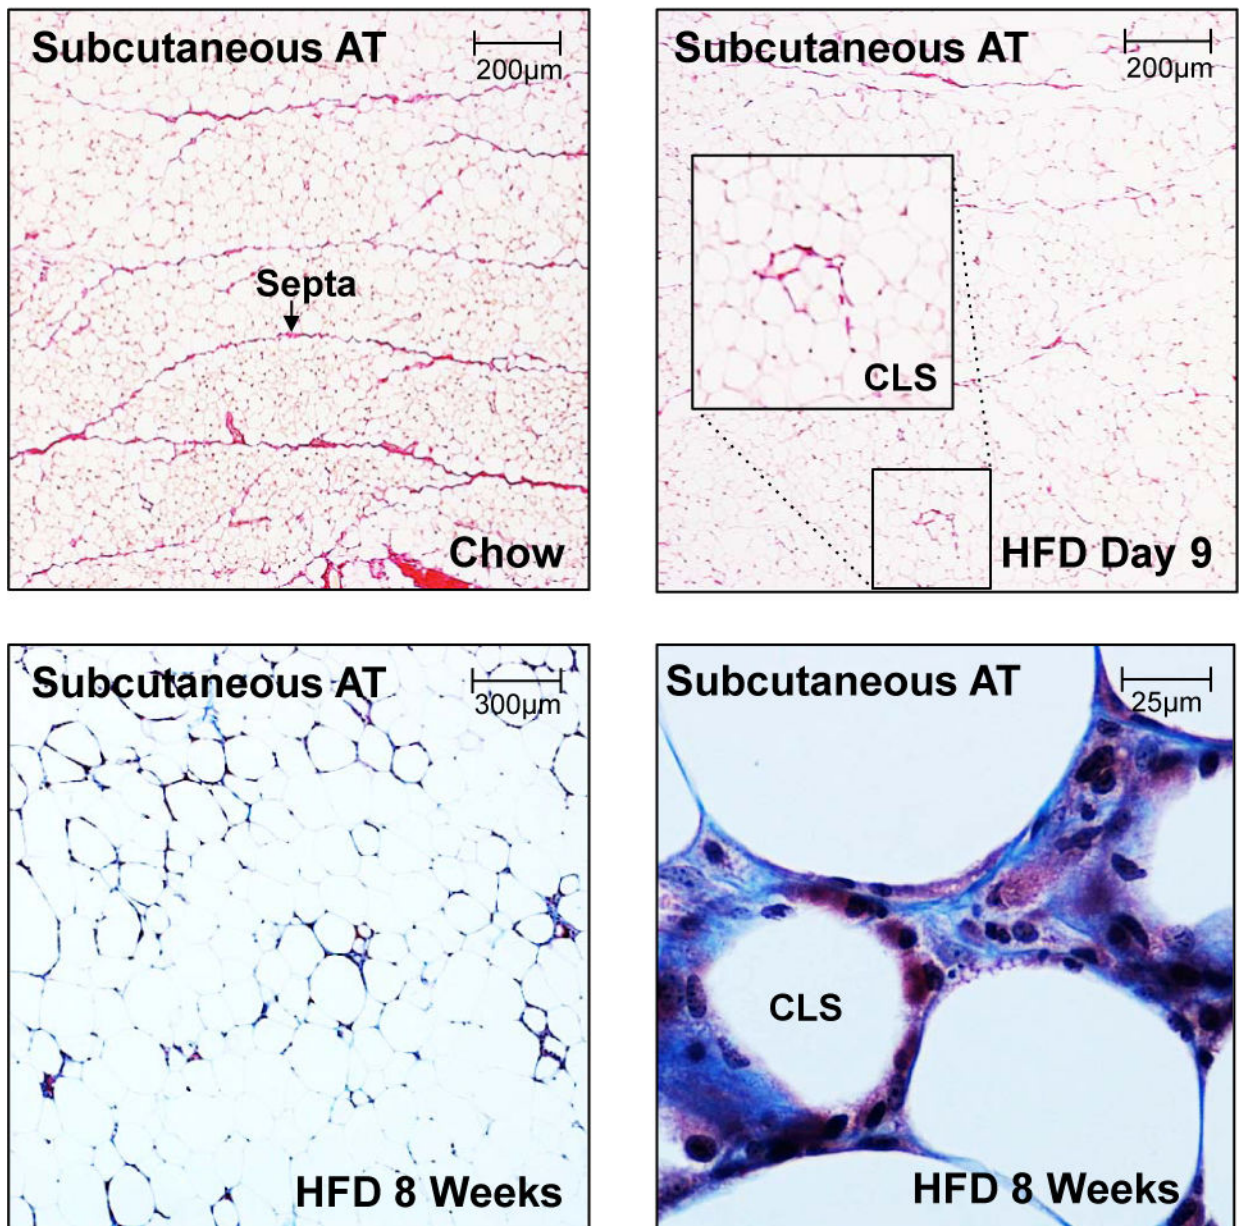 Subcutaneous AT
200μm
Septa
Chow
Subcutaneous AT
200μm
CLS
HFD Day 9
Subcutaneous AT
300μm
HFD 8 Weeks
Subcutaneous AT
25μm
CLS
HFD 8 Weeks